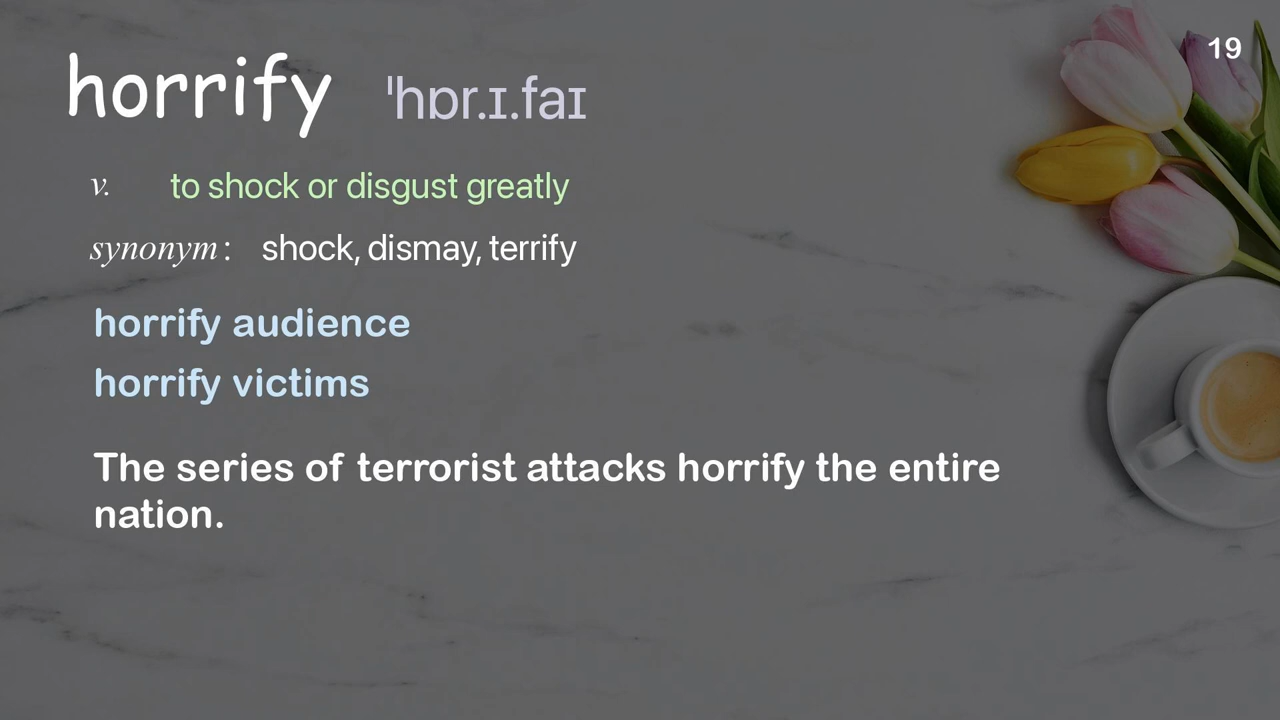 19
horrify ˈhɒr.ɪ.faɪ
v. to shock or disgust greatly
synonym: shock, dismay, terrify
horrify audience
horrify victims
The series of terrorist attacks horrify the entire
nation.